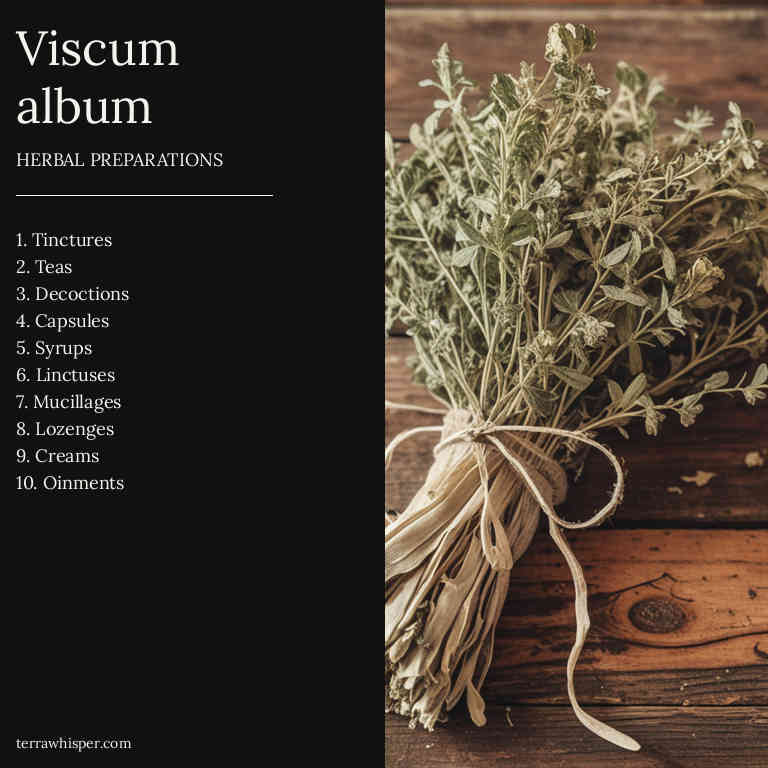 Viscum
album
HERBAL PREPARATIONS
1. Tinctures
2. Teas
3. Decoctions
4. Capsules
5. Syrups
6. Linctuses
7. Mucillages
8. Lozenges
9. Creams
10. Oinments
terrawhisper.com